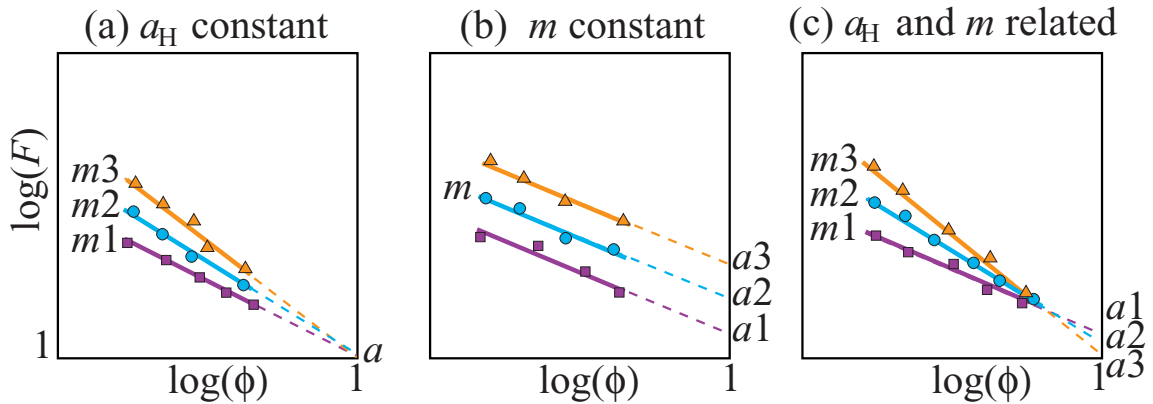 (a) aH constant
log(F)
m3
m2
m1
1
a
log(ϕ)
1
(b) m constant
m
a3
a2
a1
log(ϕ)
1
(c) aH and m related
m3
m2
m1
a1
a2
a3
log(ϕ)
1